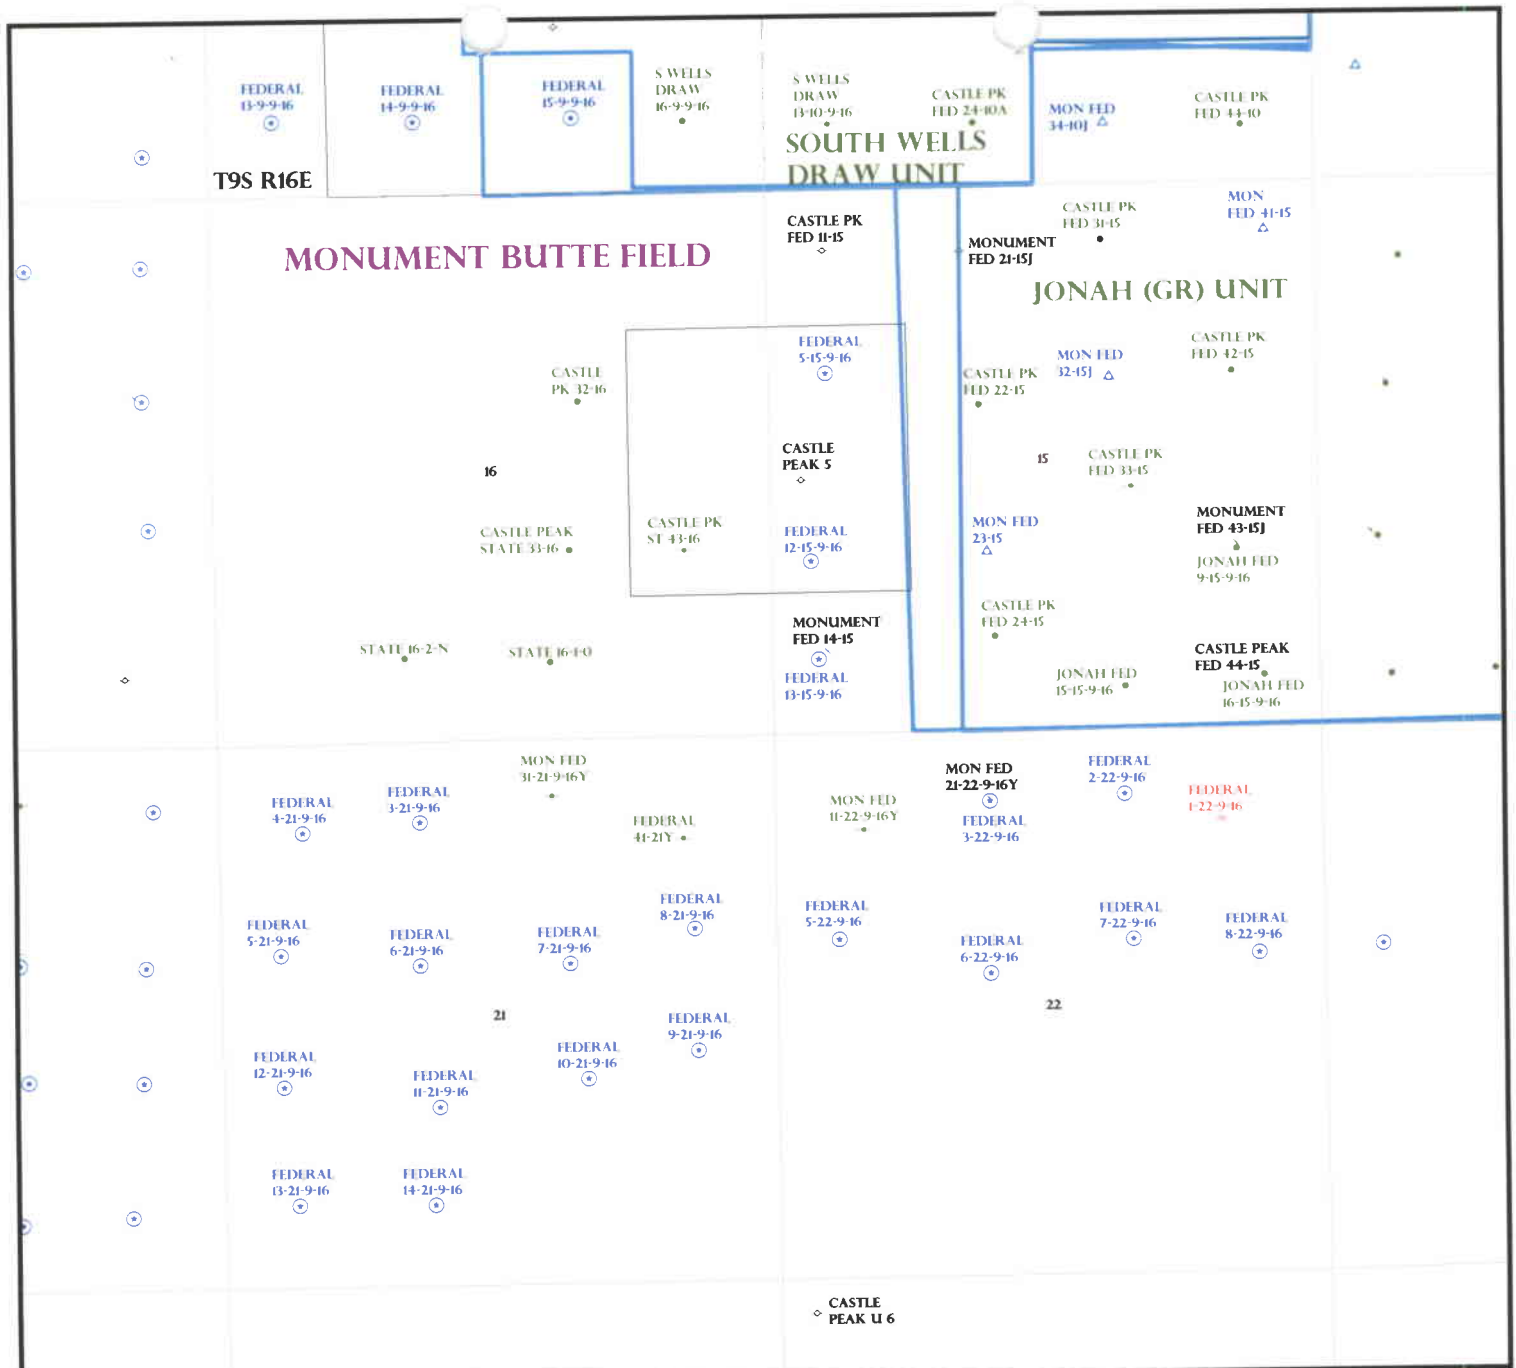 FEDERAL
13-9-9-16
FEDERAL
14-9-9-16
FEDERAL
15-9-9-16
S WELLS
DRAW
16-9-9-16
S WELLS
DRAW
13-10-9-16
CASTLE PK
FED 24-10A
MON FED
34-10J
CASTLE PK
FED 44-10
SOUTH WELLS
DRAW UNIT
T9S R16E
MONUMENT BUTTE FIELD
CASTLE PK
FED 11-15
MONUMENT
FED 21-15J
CASTLE PK
FED 31-15
MON
FED 41-15
JONAH (GR) UNIT
CASTLE
PK 32-16
FEDERAL
5-15-9-16
CASTLE PK
FED 22-15
MON FED
32-15J
CASTLE PK
FED 42-15
16
CASTLE
PEAK 5
15
CASTLE PK
FED 33-15
CASTLE PEAK
STATE 33-16
CASTLE PK
ST 43-16
FEDERAL
12-15-9-16
MON FED
23-15
MONUMENT
FED 43-15J
JONAH FED
9-15-9-16
STATE 16-2-N
STATE 16-1-O
MONUMENT
FED 14-15
FEDERAL
13-15-9-16
CASTLE PK
FED 24-15
JONAH FED
15-15-9-16
CASTLE PEAK
FED 44-15
JONAH FED
16-15-9-16
FEDERAL
4-21-9-16
FEDERAL
3-21-9-16
MON FED
31-21-9-16Y
FEDERAL
41-21Y
MON FED
11-22-9-16Y
MON FED
21-22-9-16Y
FEDERAL
3-22-9-16
FEDERAL
2-22-9-16
FEDERAL
1-22-9-16
FEDERAL
5-21-9-16
FEDERAL
6-21-9-16
FEDERAL
7-21-9-16
FEDERAL
8-21-9-16
FEDERAL
5-22-9-16
FEDERAL
6-22-9-16
FEDERAL
7-22-9-16
FEDERAL
8-22-9-16
21
22
FEDERAL
12-21-9-16
FEDERAL
11-21-9-16
FEDERAL
10-21-9-16
FEDERAL
9-21-9-16
FEDERAL
13-21-9-16
FEDERAL
14-21-9-16
CASTLE
PEAK U 6